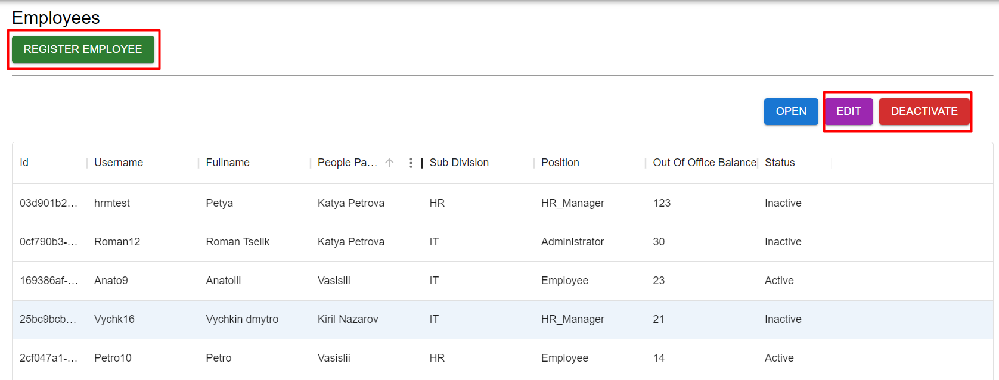 Employees
REGISTER EMPLOYEE
OPEN EDIT DEACTIVATE
Id Username Fullname People Pa... Sub Division Position Out Of Office Balance Status
03d901b2... hrmtest Petya Katya Petrova HR HR_Manager 123 Inactive
0cf790b3-... Roman12 Roman Tselik Katya Petrova IT Administrator 30 Inactive
169386af-... Anato9 Anatolii Vasislii IT Employee 23 Active
25bc9bcb... Vychk16 Vychkin dmytro Kiril Nazarov IT HR_Manager 21 Inactive
2cf047a1-... Petro10 Petro Vasislii HR Employee 14 Active